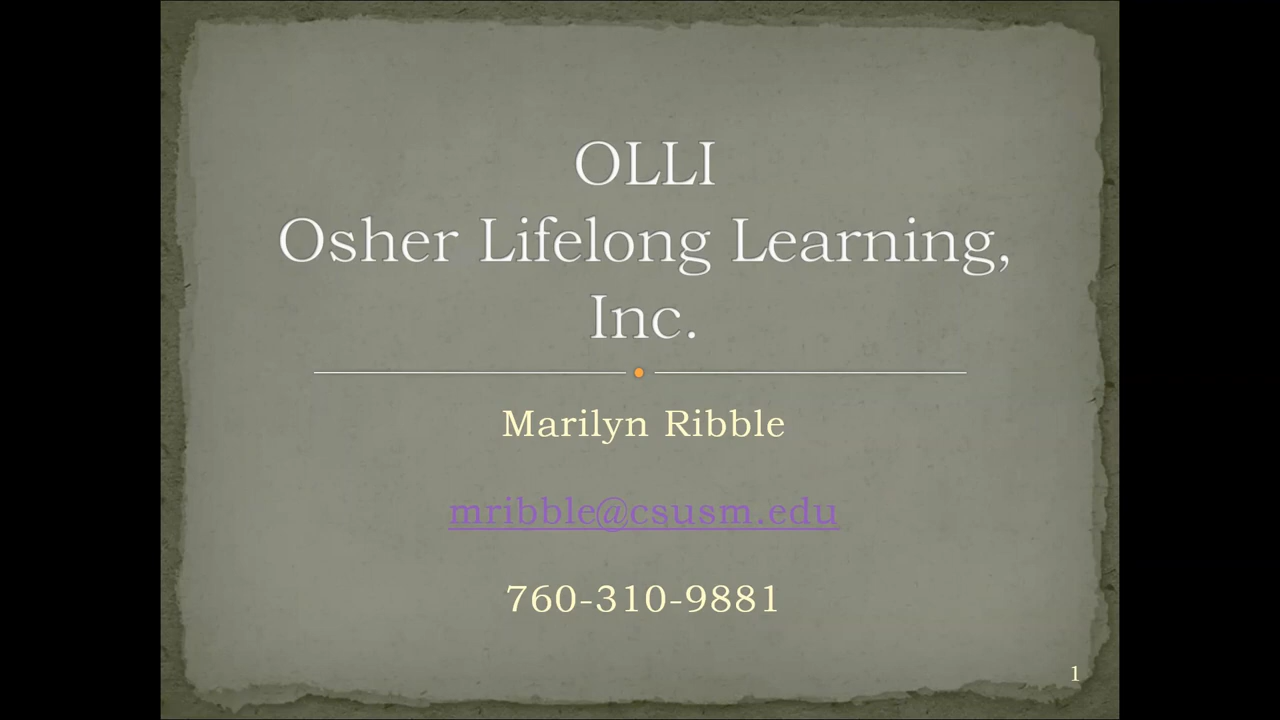 OLLI
Osher Lifelong Learning,
Inc.
Marilyn Ribble
mribble@csusm.edu
760-310-9881
1